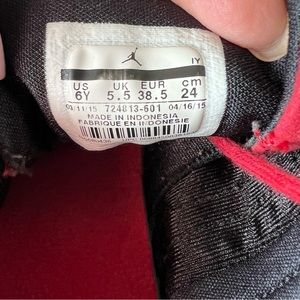 IY
US UK EUR cm
6Y 5.5 38.5 24
01/11/15 724813-601 04/16/15
MADE IN INDONESIA
FABRIQUE EN INDONESIE